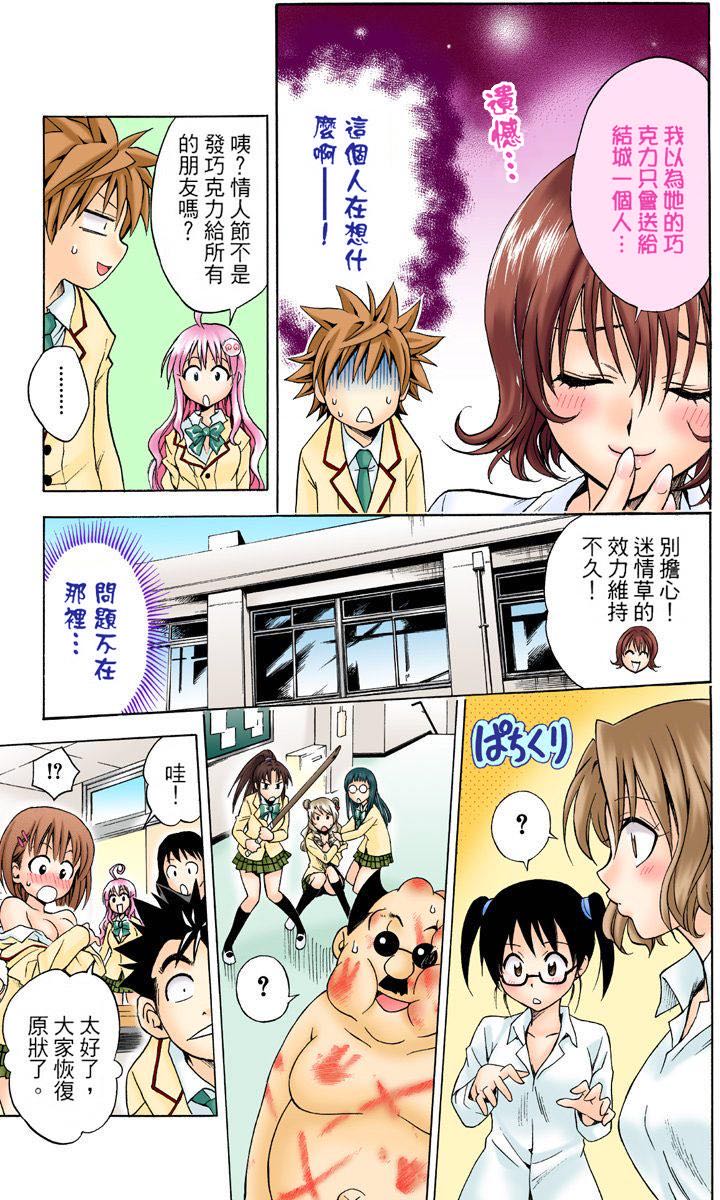 我以為她的巧
克力只會送給
結城一個人…
遺憾…
這個人在想什
麼啊——！
咦？情人節不是
發巧克力給所有
的朋友嗎？
………
別擔心！
迷情草的
效力維持
不久！
問題不在
那裡…
ぱちくり
？
？
哇！
!?
太好了，
大家恢復
原狀了。